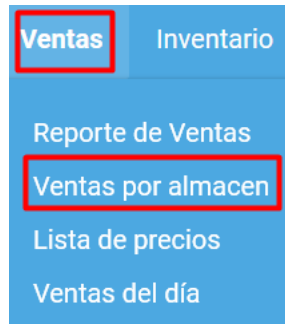 Ventas Inventario
Reporte de Ventas
Ventas por almacen
Lista de precios
Ventas del día